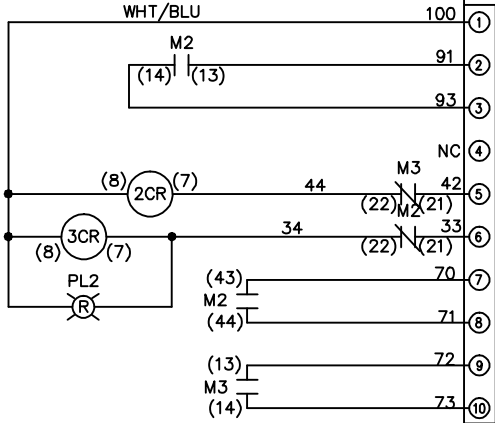 WHT/BLU 100 1
M2
(14) (13) 91 2
93 3
NC 4
M3
(8) 2CR (7) 44 (22) (21) 42 5
M2
(8) 3CR (7) 34 (22) (21) 33 6
PL2
R
(43) 70 7
M2
(44) 71 8
(13) 72 9
M3
(14) 73 10